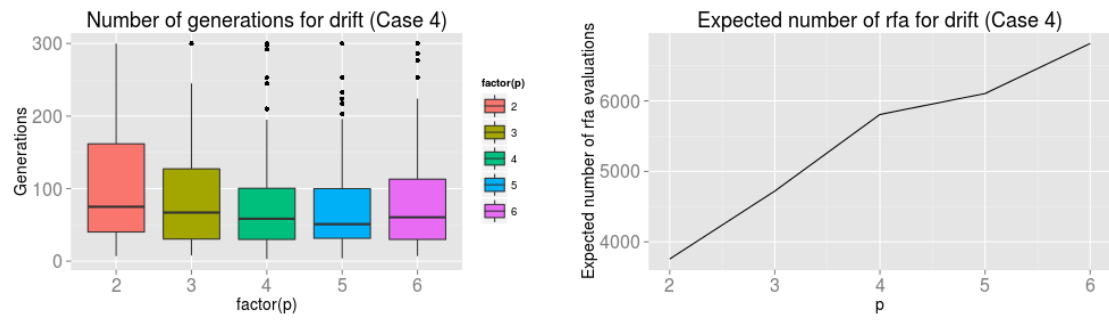 Number of generations for drift (Case 4)
Generations
300
200
100
0
2 3 4 5 6
factor(p)
factor(p)
2
3
4
5
6
Expected number of rfa for drift (Case 4)
Expected number of rfa evaluations
6000
5000
4000
2 3 4 5 6
p